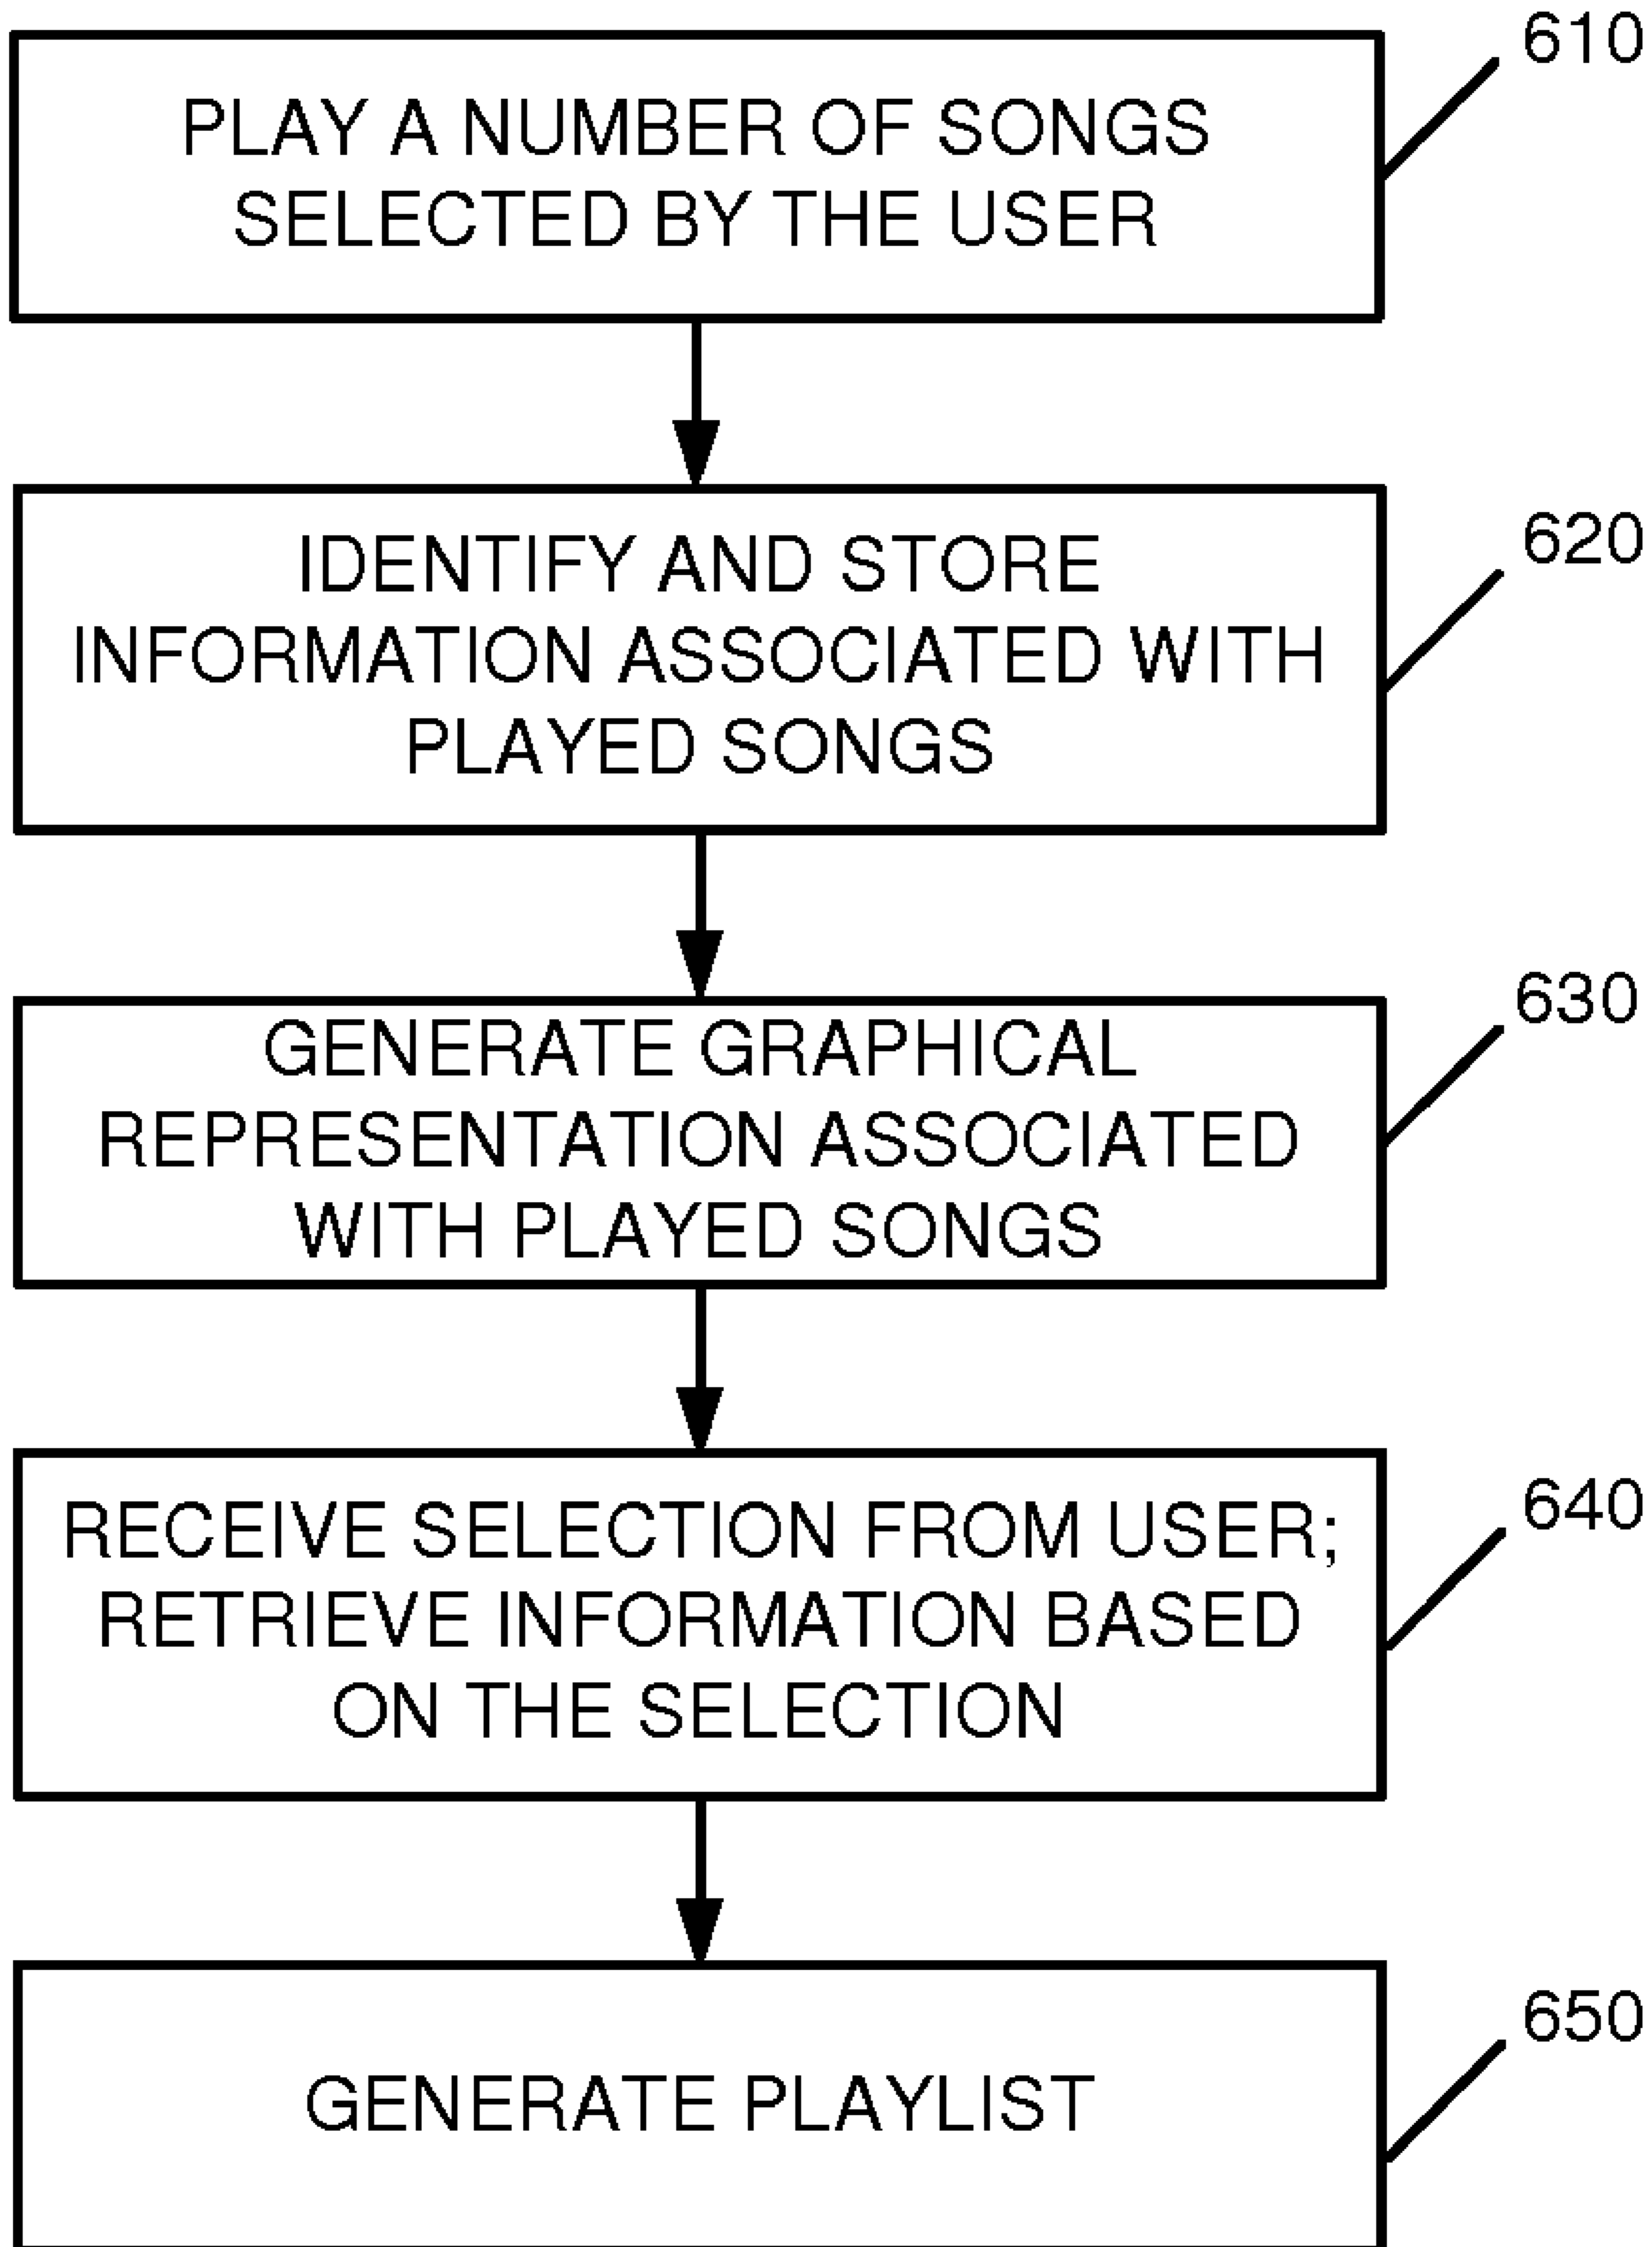 610
PLAY A NUMBER OF SONGS
SELECTED BY THE USER
620
IDENTIFY AND STORE
INFORMATION ASSOCIATED WITH
PLAYED SONGS
630
GENERATE GRAPHICAL
REPRESENTATION ASSOCIATED
WITH PLAYED SONGS
640
RECEIVE SELECTION FROM USER;
RETRIEVE INFORMATION BASED
ON THE SELECTION
650
GENERATE PLAYLIST